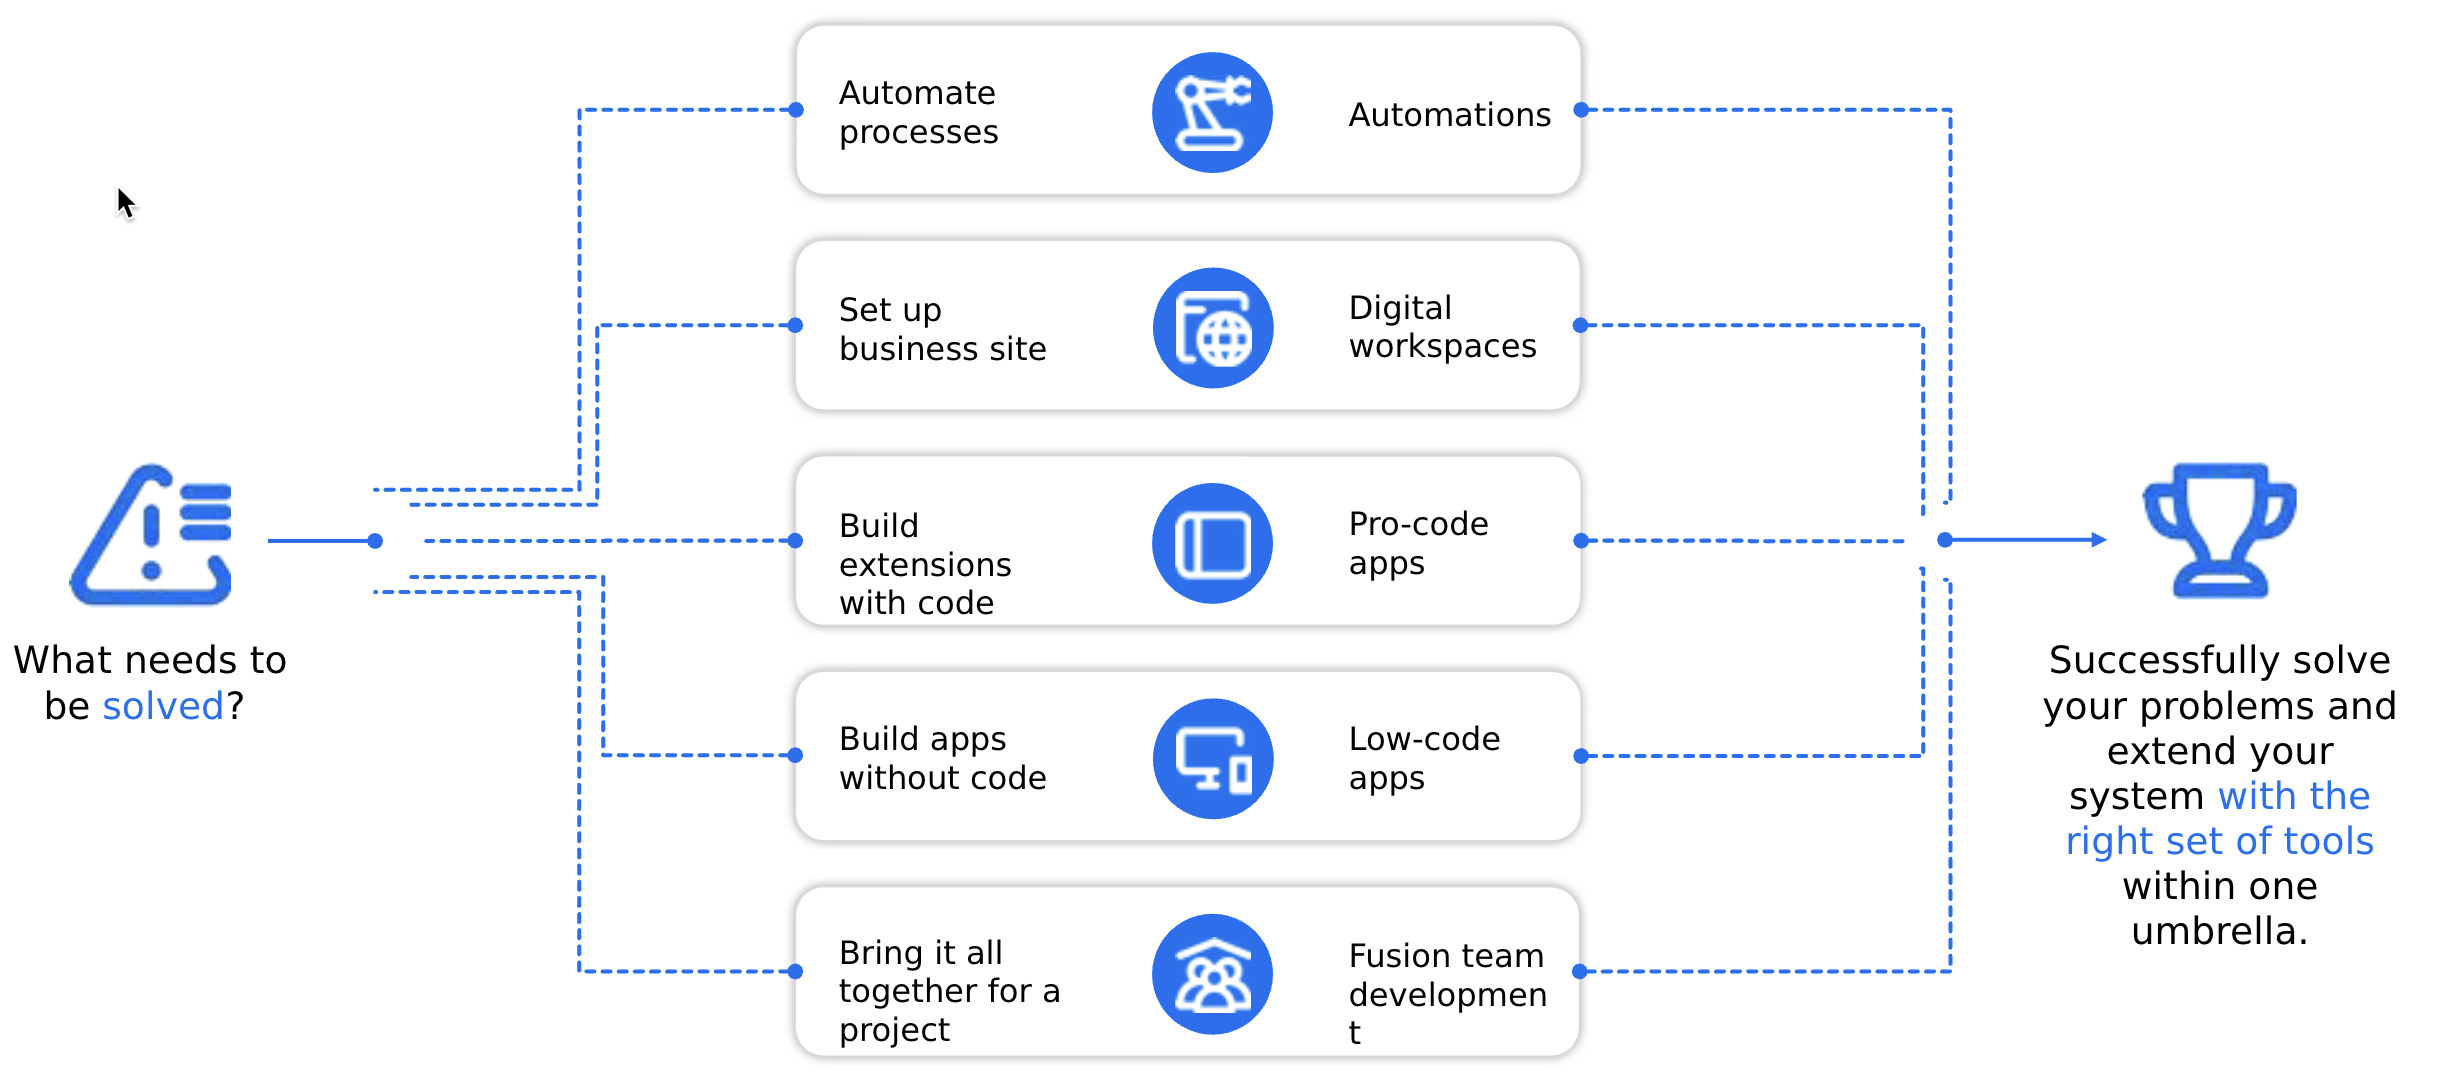 What needs to
be solved?
Automate
processes
Automations
Set up
business site
Digital
workspaces
Build
extensions
with code
Pro-code
apps
Build apps
without code
Low-code
apps
Bring it all
together for a
project
Fusion team
developmen
t
Successfully solve
your problems and
extend your
system with the
right set of tools
within one
umbrella.